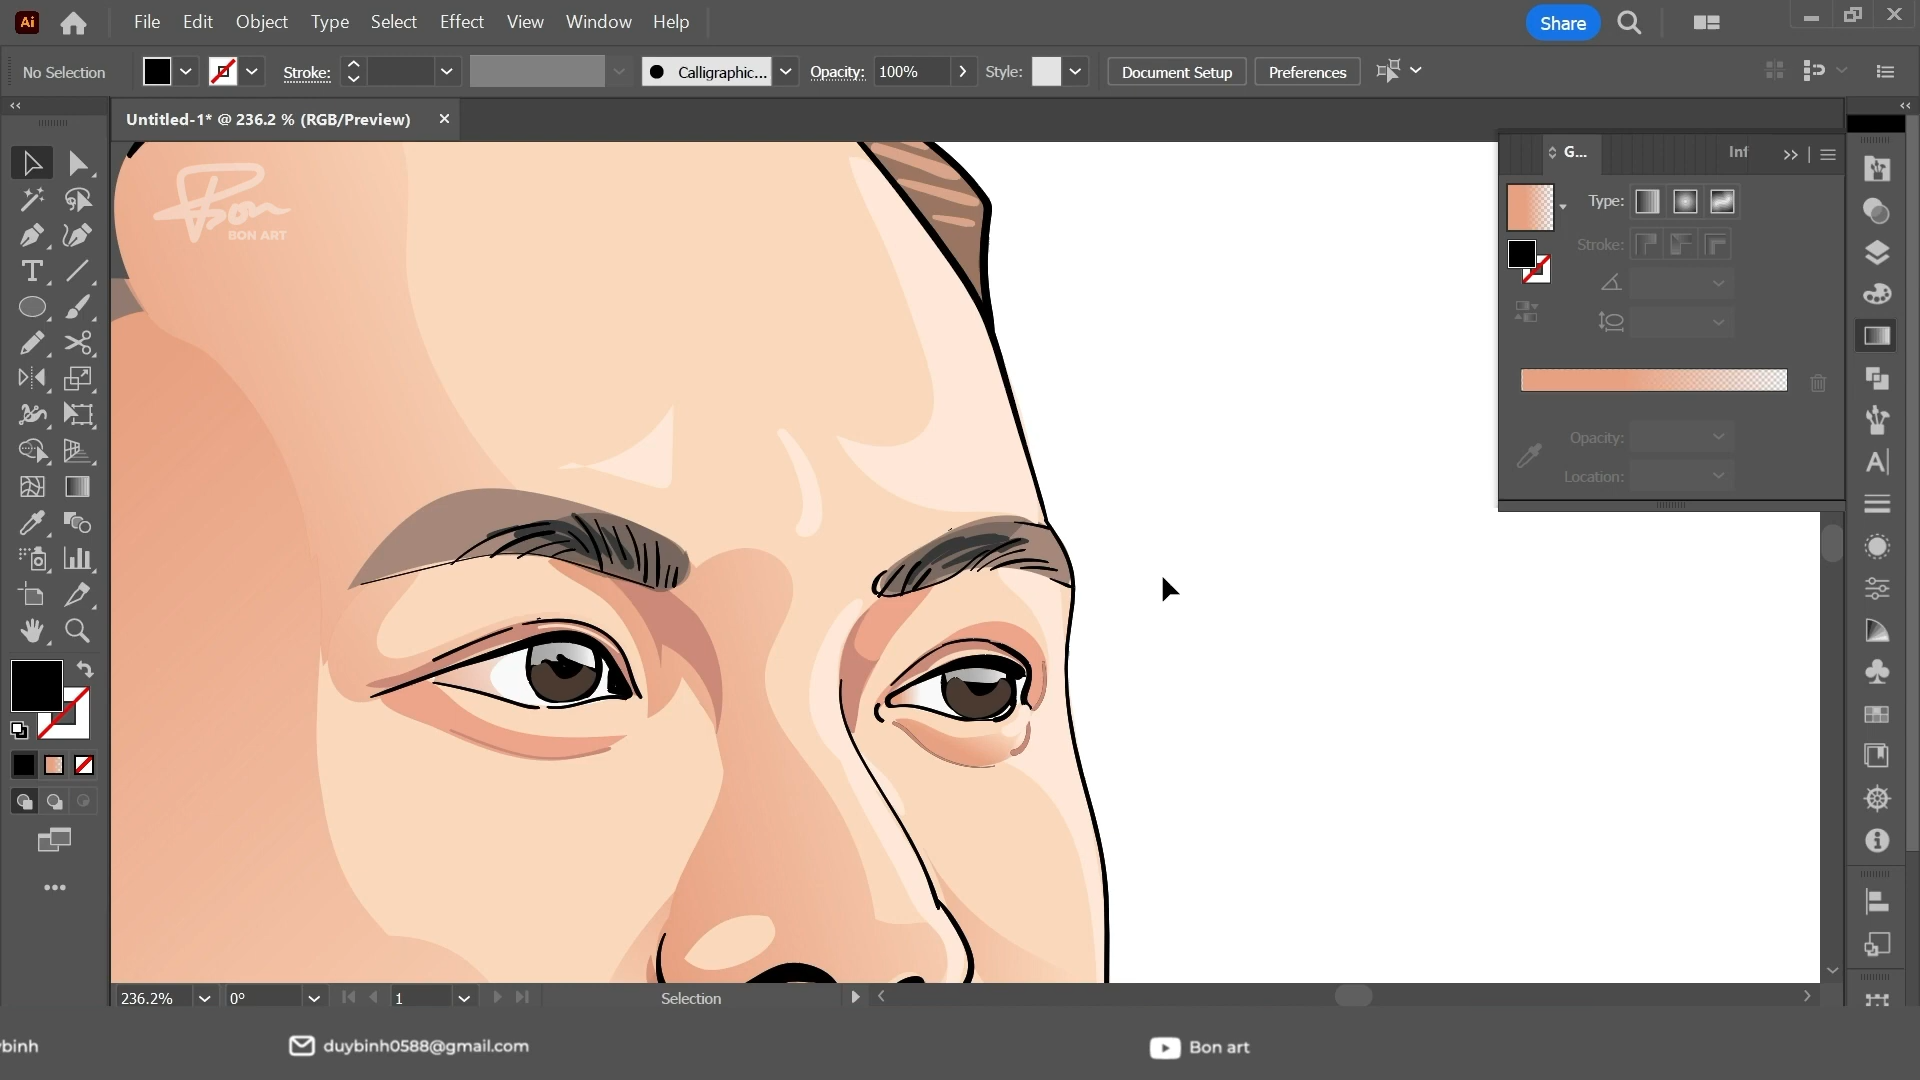 Ai File Edit Object Type Select Effect View Window Help Share
No Selection Stroke: Calligraphic... Opacity: 100% Style: Document Setup Preferences
Untitled-1* @ 236.2 % (RGB/Preview)
G... Inf
Bon
BON ART
Type:
Stroke:
Opacity:
Location:
236.2% 0° 1 Selection
binh duybinh0588@gmail.com Bon art